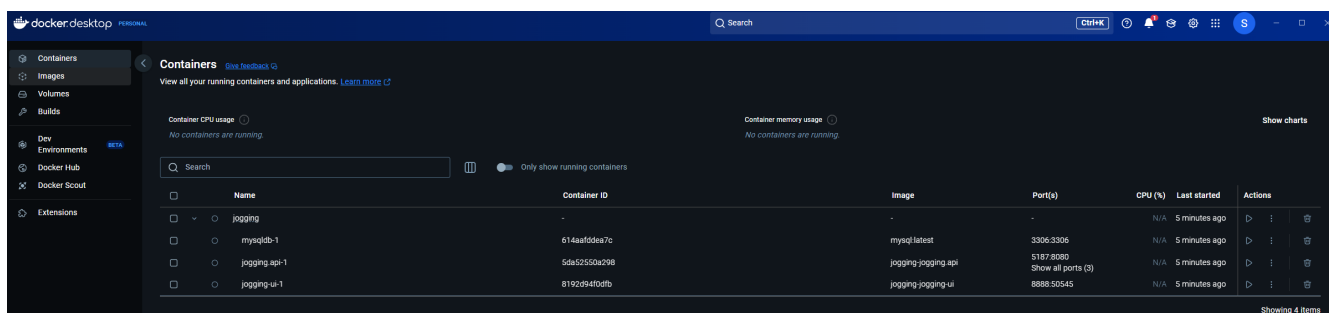 docker.desktop PERSONAL
Search
Ctrl+K
1
S
Containers
Images
Volumes
Builds
Dev Environments BETA
Docker Hub
Docker Scout
Extensions
Containers Give feedback
View all your running containers and applications. Learn more
Container CPU usage
No containers are running.
Container memory usage
No containers are running.
Show charts
Search
Only show running containers
Name Container ID Image Port(s) CPU (%) Last started Actions
jogging - - - N/A 5 minutes ago
mysqldb-1 614aafddea7c mysql:latest 3306:3306 N/A 5 minutes ago
jogging.api-1 5da52550a298 jogging-jogging.api 5187:8080 N/A 5 minutes ago
Show all ports (3)
jogging-ui-1 8192d94f0dfb jogging-jogging-ui 8888:50545 N/A 5 minutes ago
Showing 4 items